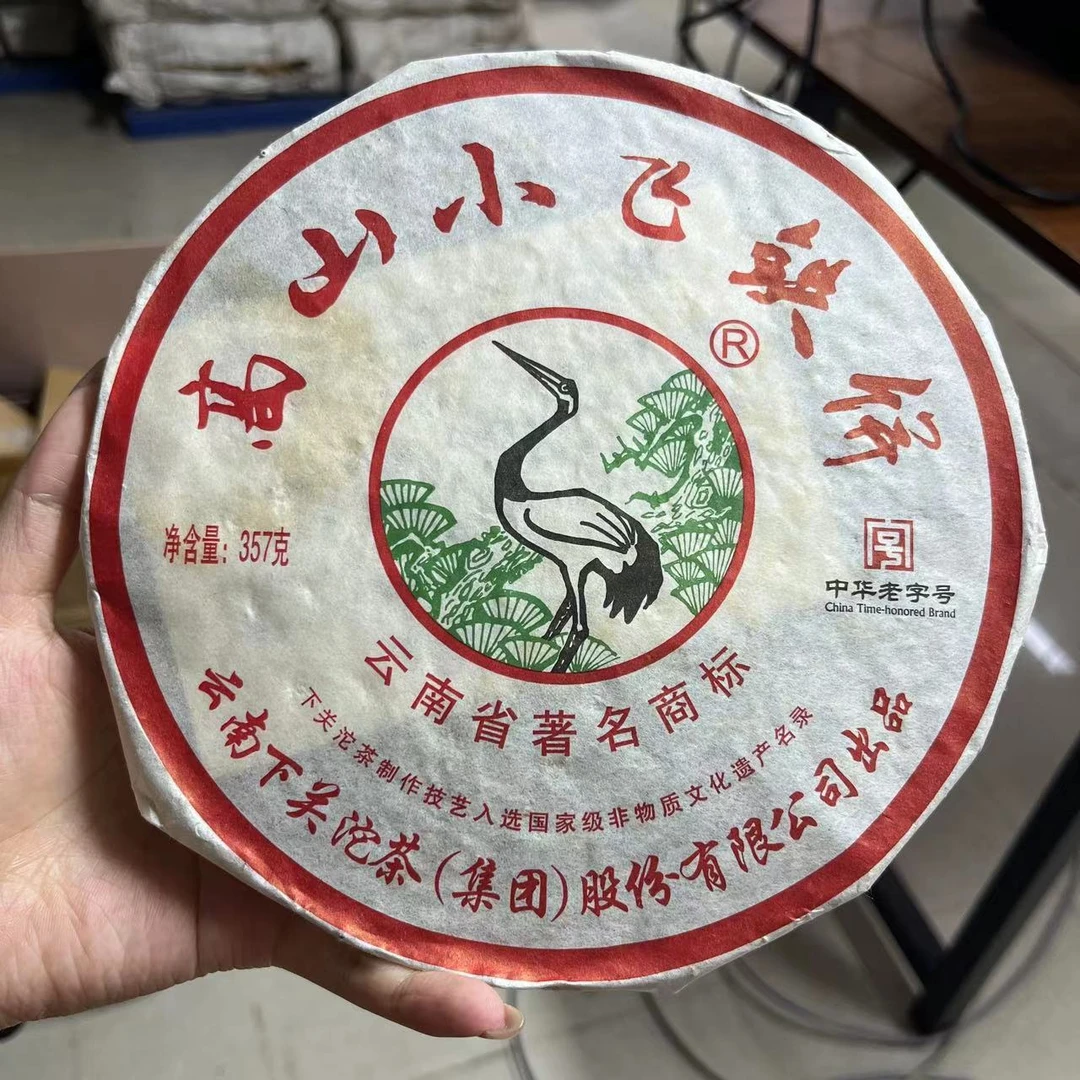 山小飞
®
净含量：357克
号
中华老字号
China Time-honored Brand
云南省著名商标
下关沱茶制作技艺入选国家级非物质文化遗产名录
云南下关沱茶（集团）股份有限公司出品